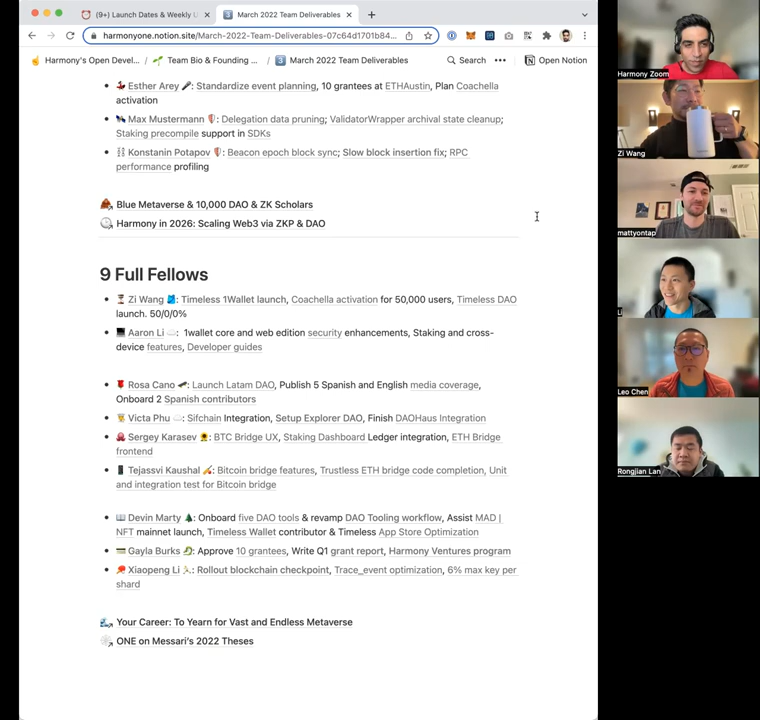 (9+) Launch Dates & Weekly U
March 2022 Team Deliverables
harmonyone.notion.site/March-2022-Team-Deliverables-07c64d1701b84...
Harmony's Open Devel... / Team Bio & Founding ... / March 2022 Team Deliverables
Search
Open Notion
Esther Arey : Standardize event planning, 10 grantees at ETHAustin, Plan Coachella
activation
Max Mustermann : Delegation data pruning; ValidatorWrapper archival state cleanup;
Staking precompile support in SDKs
Konstanin Potapov : Beacon epoch block sync; Slow block insertion fix; RPC
performance profiling
Blue Metaverse & 10,000 DAO & ZK Scholars
Harmony in 2026: Scaling Web3 via ZKP & DAO
9 Full Fellows
Zi Wang : Timeless 1Wallet launch, Coachella activation for 50,000 users, Timeless DAO
launch. 50/0/0%
Aaron Li : 1wallet core and web edition security enhancements, Staking and cross-
device features, Developer guides
Rosa Cano : Launch Latam DAO, Publish 5 Spanish and English media coverage,
Onboard 2 Spanish contributors
Victa Phu : Sifchain Integration, Setup Explorer DAO, Finish DAOHaus Integration
Sergey Karasev : BTC Bridge UX, Staking Dashboard Ledger integration, ETH Bridge
frontend
Tejassvi Kaushal : Bitcoin bridge features, Trustless ETH bridge code completion, Unit
and integration test for Bitcoin bridge
Devin Marty : Onboard five DAO tools & revamp DAO Tooling workflow, Assist MAD |
NFT mainnet launch, Timeless Wallet contributor & Timeless App Store Optimization
Gayla Burks : Approve 10 grantees, Write Q1 grant report, Harmony Ventures program
Xiaopeng Li : Rollout blockchain checkpoint, Trace_event optimization, 6% max key per
shard
Your Career: To Yearn for Vast and Endless Metaverse
ONE on Messari's 2022 Theses
Harmony Zoom
Zi Wang
mattyontap
Leo Chen
Rongjian Lan